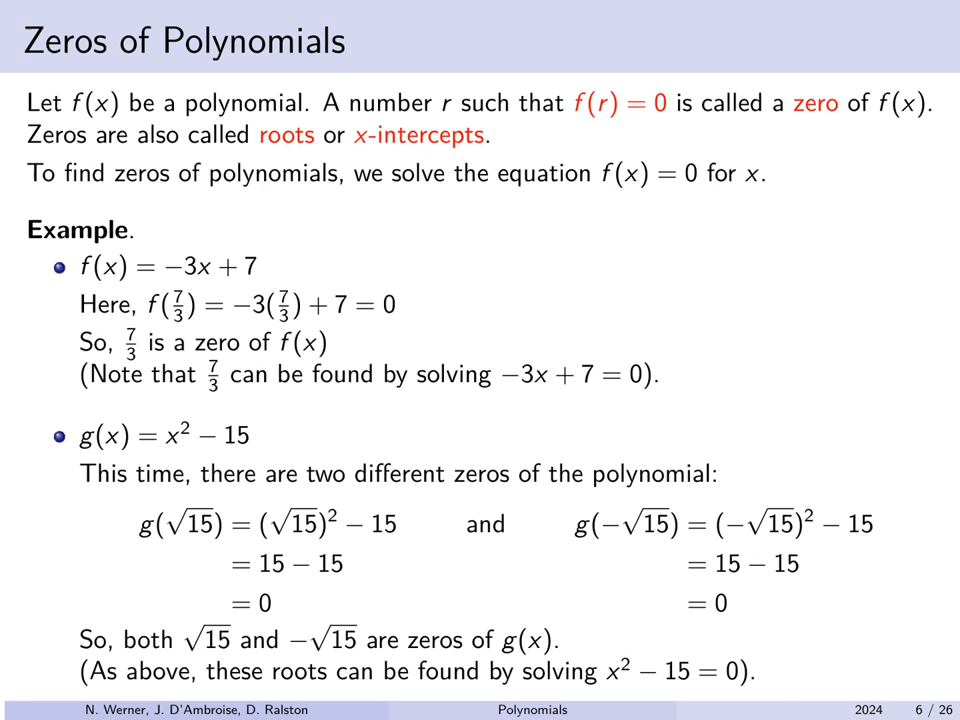 Zeros of Polynomials
Let f(x) be a polynomial. A number r such that f(r) = 0 is called a zero of f(x).
Zeros are also called roots or x-intercepts.
To find zeros of polynomials, we solve the equation f(x) = 0 for x.
Example.
f(x) = −3x + 7
Here, f(7/3) = −3(7/3) + 7 = 0
So, 7/3 is a zero of f(x)
(Note that 7/3 can be found by solving −3x + 7 = 0).
g(x) = x² − 15
This time, there are two different zeros of the polynomial:
g(√15) = (√15)² − 15 and g(−√15) = (−√15)² − 15
= 15 − 15 = 15 − 15
= 0 = 0
So, both √15 and −√15 are zeros of g(x).
(As above, these roots can be found by solving x² − 15 = 0).
N. Werner, J. D'Ambroise, D. Ralston Polynomials 2024 6 / 26